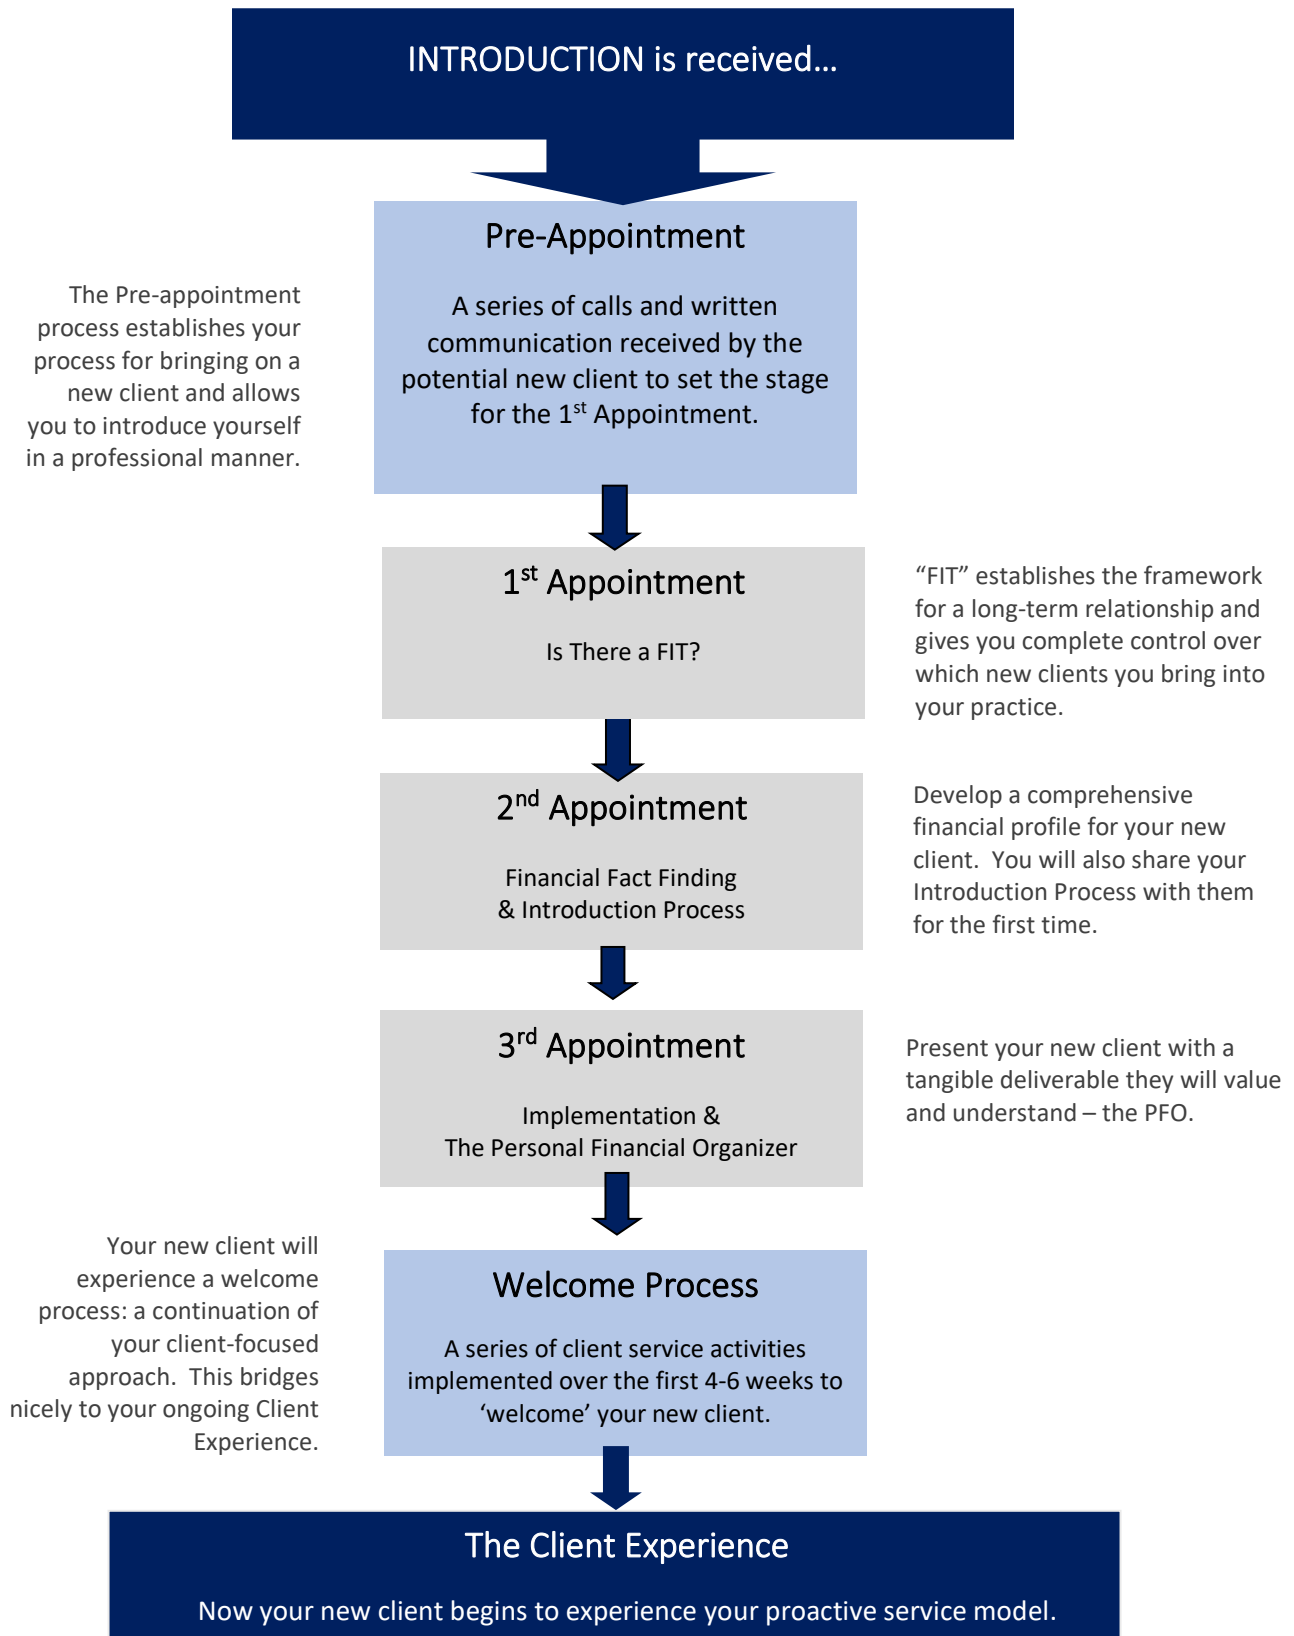 INTRODUCTION is received…
Pre-Appointment
A series of calls and written
communication received by the
potential new client to set the stage
for the 1st Appointment.
The Pre-appointment
process establishes your
process for bringing on a
new client and allows
you to introduce yourself
in a professional manner.
1st Appointment
Is There a FIT?
“FIT” establishes the framework
for a long-term relationship and
gives you complete control over
which new clients you bring into
your practice.
2nd Appointment
Financial Fact Finding
& Introduction Process
Develop a comprehensive
financial profile for your new
client.  You will also share your
Introduction Process with them
for the first time.
3rd Appointment
Implementation &
The Personal Financial Organizer
Present your new client with a
tangible deliverable they will value
and understand – the PFO.
Your new client will
experience a welcome
process: a continuation of
your client-focused
approach.  This bridges
nicely to your ongoing Client
Experience.
Welcome Process
A series of client service activities
implemented over the first 4-6 weeks to
‘welcome’ your new client.
The Client Experience
Now your new client begins to experience your proactive service model.